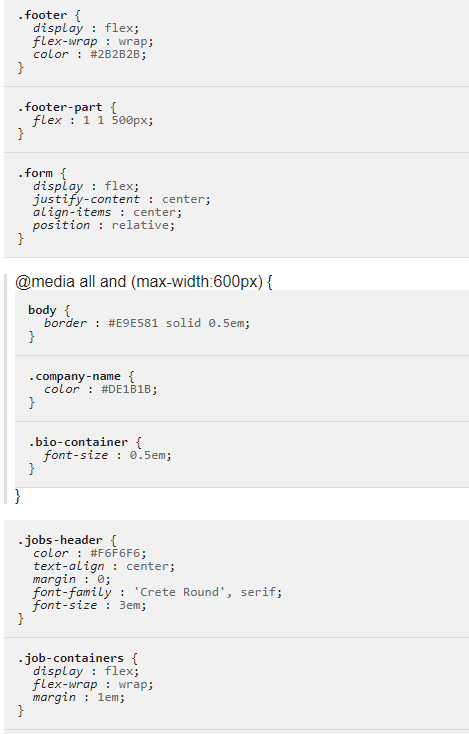 .footer {
display : flex;
flex-wrap : wrap;
color : #2B2B2B;
}
.footer-part {
flex : 1 1 500px;
}
.form {
display : flex;
justify-content : center;
align-items : center;
position : relative;
}
@media all and (max-width:600px) {
body {
border : #E9E581 solid 0.5em;
}
.company-name {
color : #DE1B1B;
}
.bio-container {
font-size : 0.5em;
}
}
.jobs-header {
color : #F6F6F6;
text-align : center;
margin : 0;
font-family : 'Crete Round', serif;
font-size : 3em;
}
.job-containers {
display : flex;
flex-wrap : wrap;
margin : 1em;
}